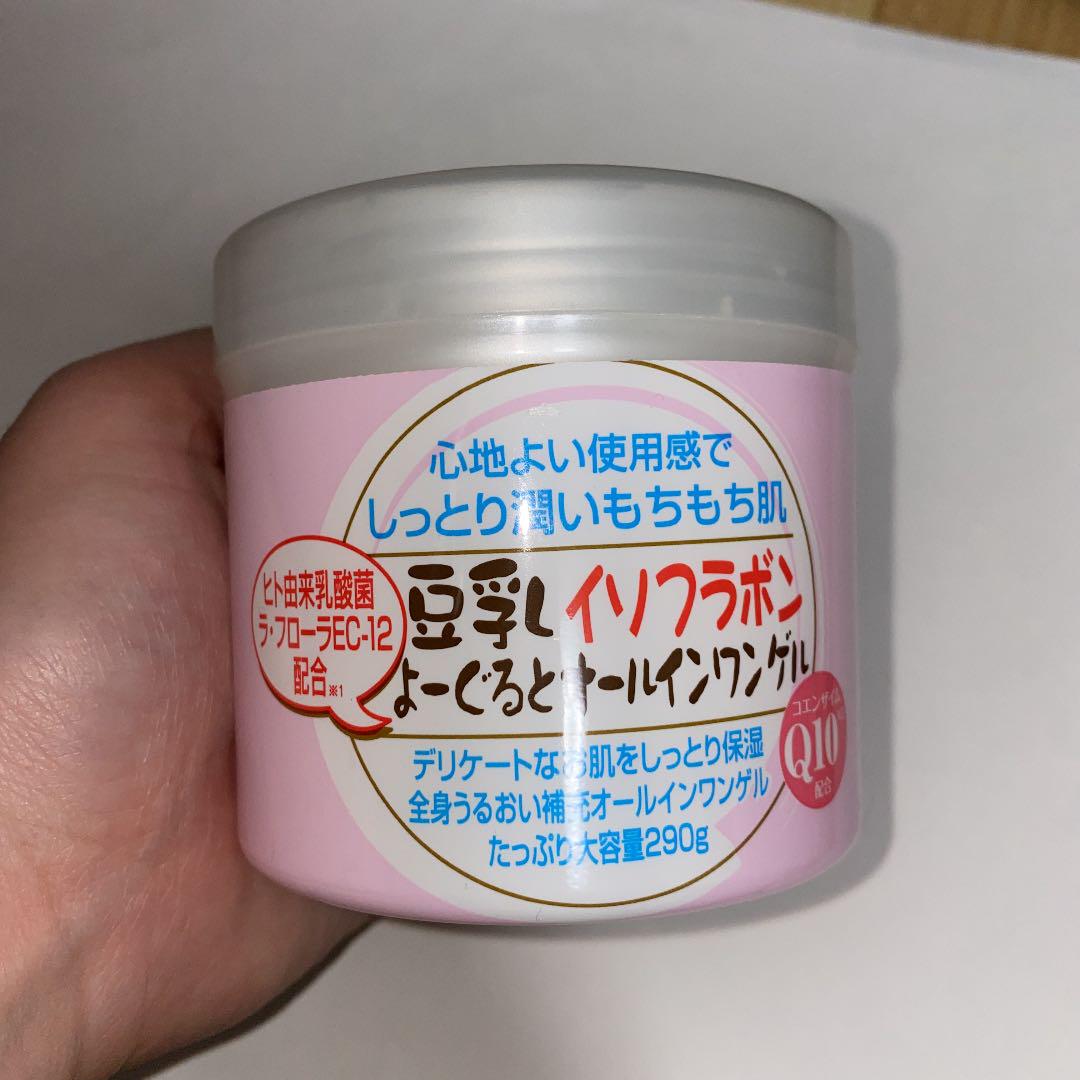 心地よい使用感で
しっとり潤いもちもち肌
ヒト由来乳酸菌
ラ・フローラEC-12
配合※1
豆乳イソフラボン
よーぐるとオールインワンゲル
コエンザイム
Q10
配合
デリケートなお肌をしっとり保湿
全身うるおい補充オールインワンゲル
たっぷり大容量290g